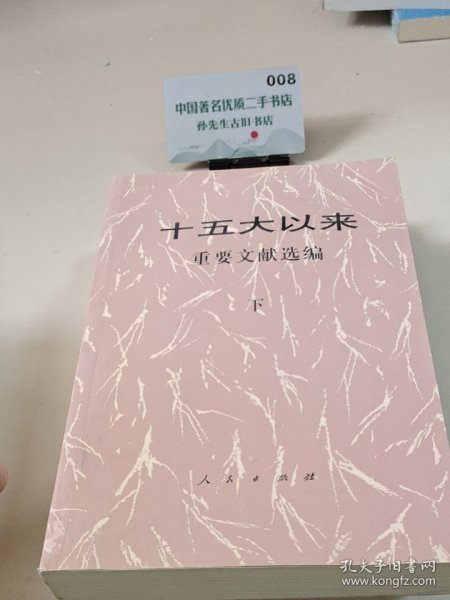 008
中国著名优质二手书店
孙先生古旧书店
十五大以来
重要文献选编
下
人民出版社
孔夫子旧书网
www.kongfz.com